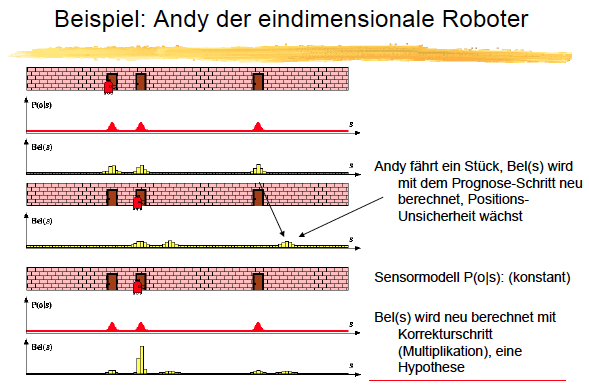 Beispiel: Andy der eindimensionale Roboter
P(o|s)
s
Bel(s)
s
Andy fährt ein Stück, Bel(s) wird
mit dem Prognose-Schritt neu
berechnet, Positions-
Unsicherheit wächst
Bel(s)
s
Sensormodell P(o|s): (konstant)
P(o|s)
s
Bel(s) wird neu berechnet mit
Korrekturschritt
(Multiplikation), eine
Hypothese
Bel(s)
s